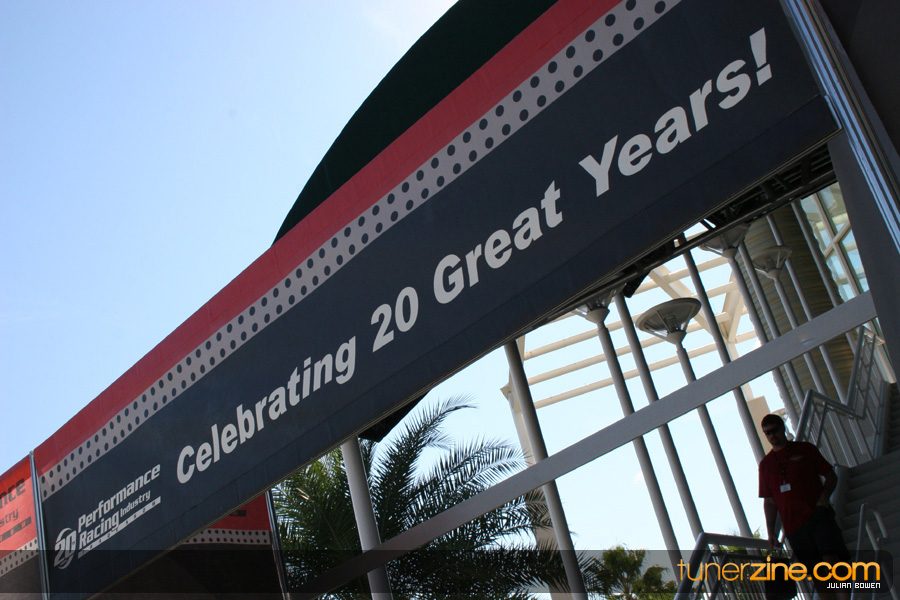 Celebrating 20 Great Years!
20
Performance
Racing Industry
tunerzine.com
JULIAN BOWEN